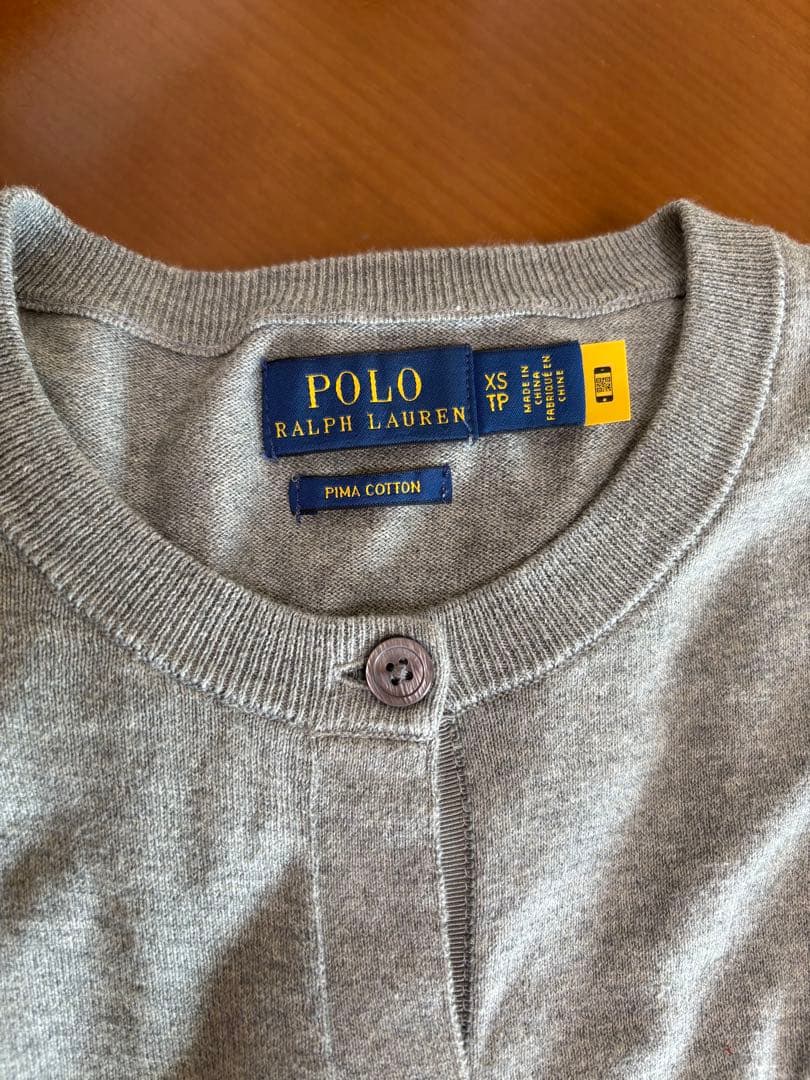 POLO
RALPH LAUREN
XS
TP
MADE IN
CHINA
FABRIQUÉ EN
CHINE
PIMA COTTON